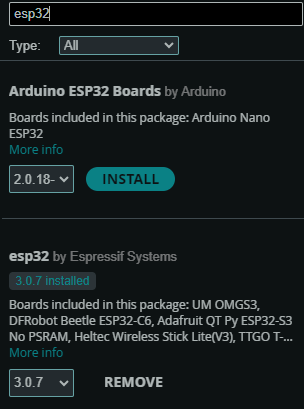 esp32
Type: All
Arduino ESP32 Boards by Arduino
Boards included in this package: Arduino Nano
ESP32
More info
2.0.18- INSTALL
esp32 by Espressif Systems
3.0.7 installed
Boards included in this package: UM OMGS3,
DFRobot Beetle ESP32-C6, Adafruit QT Py ESP32-S3
No PSRAM, Heltec Wireless Stick Lite(V3), TTGO T-...
More info
3.0.7 REMOVE